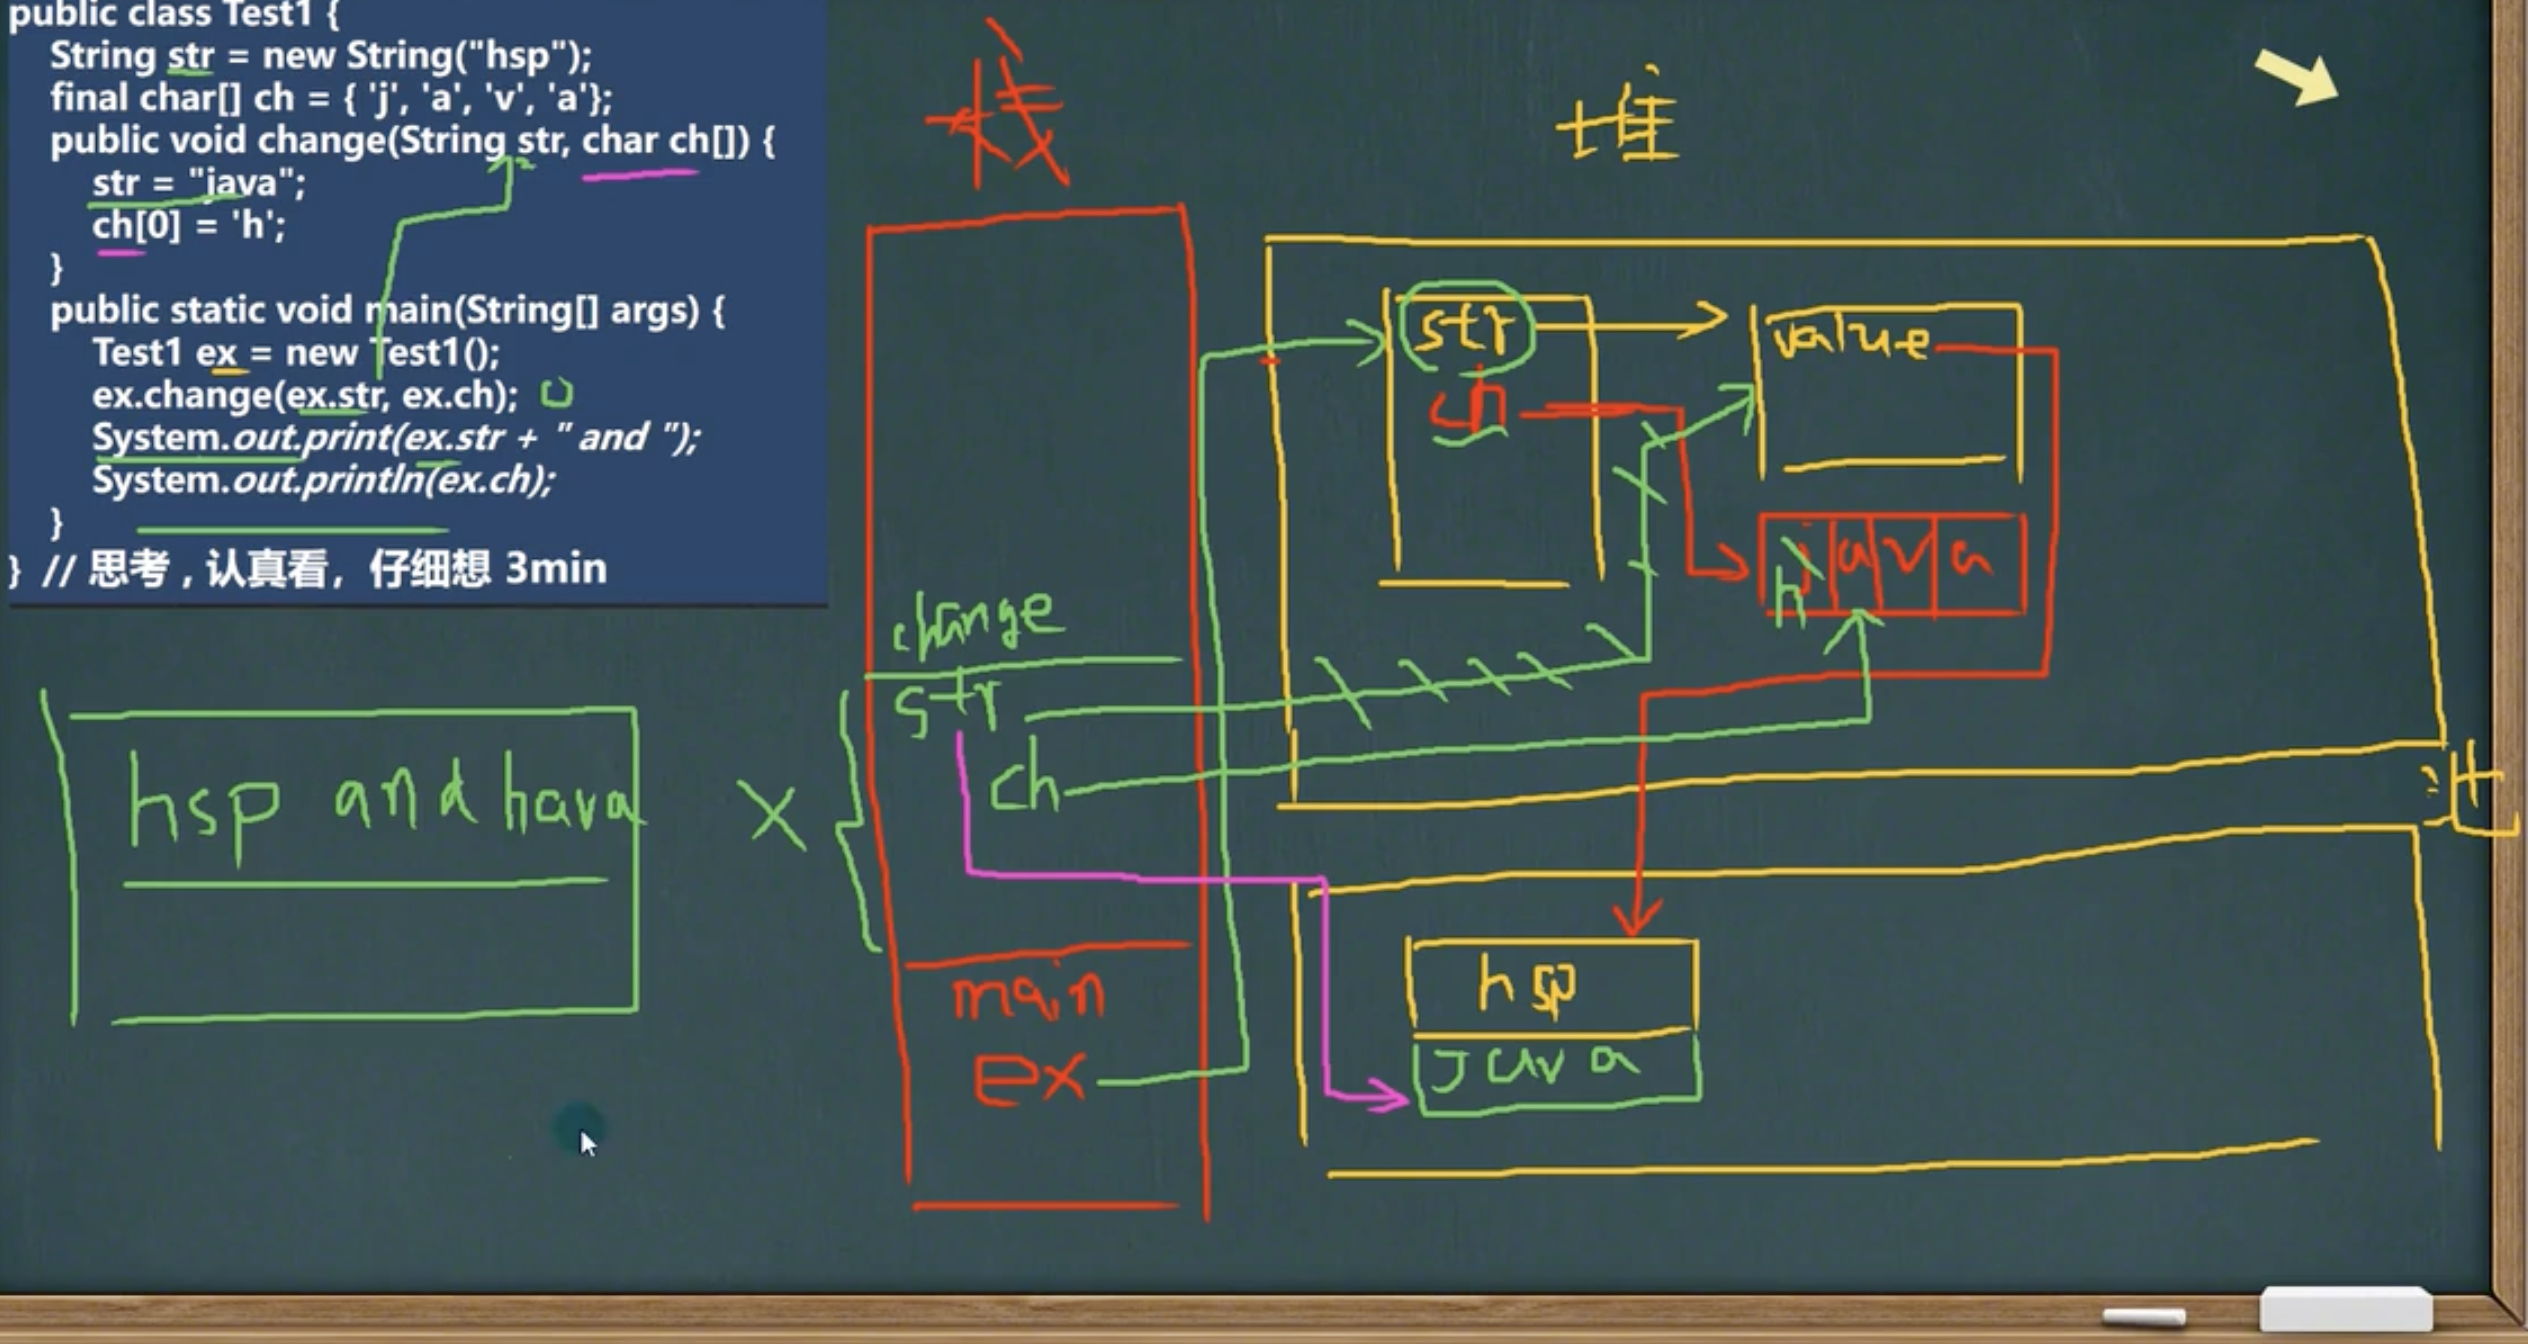 public class Test1 {
String str = new String("hsp");
final char[] ch = { 'j', 'a', 'v', 'a'};
public void change(String str, char ch[]) {
str = "java";
ch[0] = 'h';
}
public static void main(String[] args) {
Test1 ex = new Test1();
ex.change(ex.str, ex.ch);
System.out.print(ex.str + " and ");
System.out.println(ex.ch);
}
} // 思考 , 认真看，仔细想 3min
hsp and hava
栈
change
str
ch
main
ex
堆
str
ch
value
j a v a
h
池
hsp
java